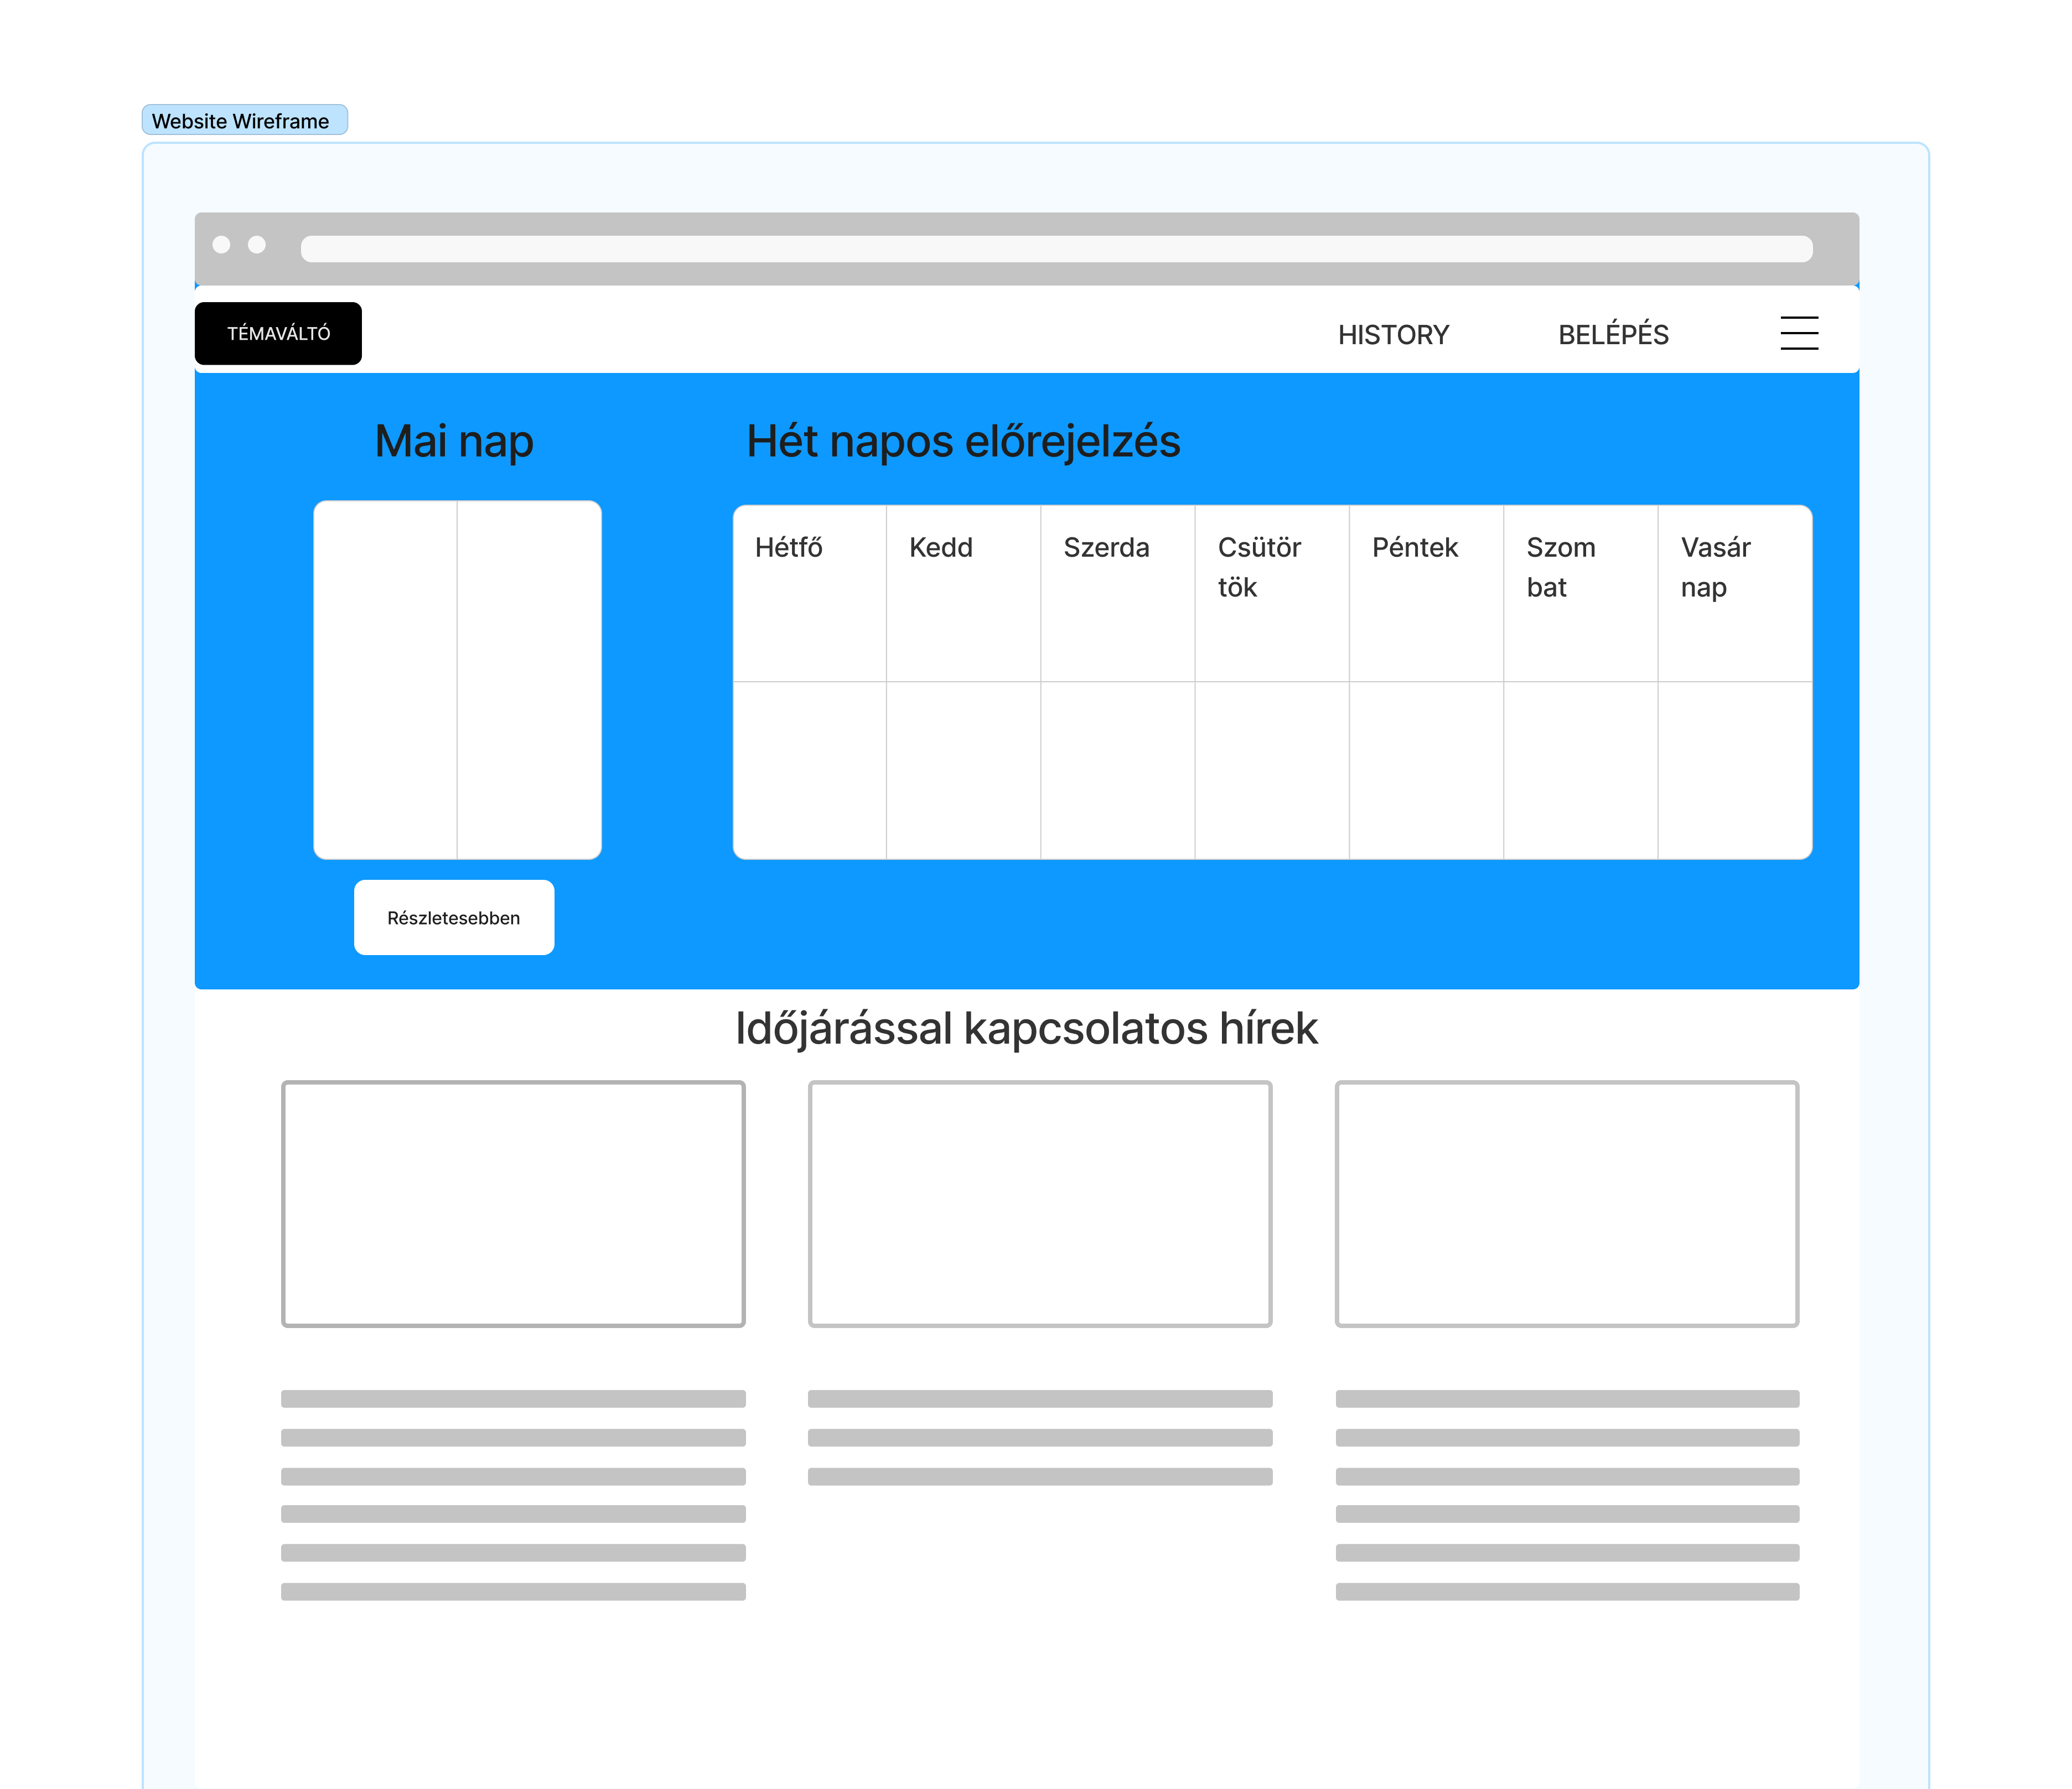 Website Wireframe
TÉMAVÁLTÓ
HISTORY
BELÉPÉS
Mai nap
Hét napos előrejelzés
Hétfő
Kedd
Szerda
Csütör
tök
Péntek
Szom
bat
Vasár
nap
Részletesebben
Időjárással kapcsolatos hírek